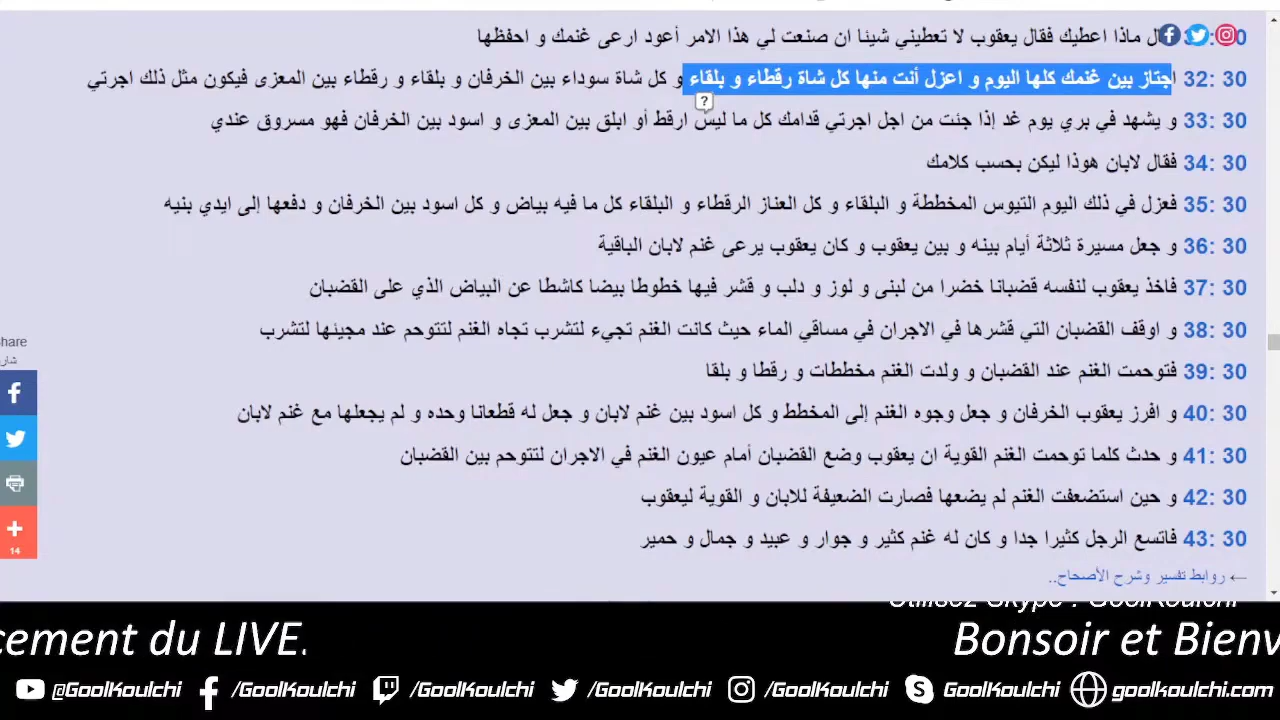 ل ماذا اعطيك فقال يعقوب لا تعطيني شيئا ان صنعت لي هذا الامر أعود ارعى غنمك و احفظها
32: 30 اجتاز بين غنمك كلها اليوم و اعزل أنت منها كل شاة رقطاء و بلقاء و كل شاة سوداء بين الخرفان و بلقاء و رقطاء بين المعزى فيكون مثل ذلك اجرتي
?
33: 30 و يشهد في بري يوم غد إذا جئت من اجل اجرتي قدامك كل ما ليس ارقط أو ابلق بين المعزى و اسود بين الخرفان فهو مسروق عندي
34: 30 فقال لابان هوذا ليكن بحسب كلامك
35: 30 فعزل في ذلك اليوم التيوس المخططة و البلقاء و كل العناز الرقطاء و البلقاء كل ما فيه بياض و كل اسود بين الخرفان و دفعها إلى ايدي بنيه
36: 30 و جعل مسيرة ثلاثة أيام بينه و بين يعقوب و كان يعقوب يرعى غنم لابان الباقية
37: 30 فاخذ يعقوب لنفسه قضبانا خضرا من لبنى و لوز و دلب و قشر فيها خطوطا بيضا كاشطا عن البياض الذي على القضبان
38: 30 و اوقف القضبان التي قشرها في الاجران في مساقي الماء حيث كانت الغنم تجيء لتشرب تجاه الغنم لتتوحم عند مجيئها لتشرب
39: 30 فتوحمت الغنم عند القضبان و ولدت الغنم مخططات و رقطا و بلقا
40: 30 و افرز يعقوب الخرفان و جعل وجوه الغنم إلى المخطط و كل اسود بين غنم لابان و جعل له قطعانا وحده و لم يجعلها مع غنم لابان
41: 30 و حدث كلما توحمت الغنم القوية ان يعقوب وضع القضبان أمام عيون الغنم في الاجران لتتوحم بين القضبان
42: 30 و حين استضعفت الغنم لم يضعها فصارت الضعيفة للابان و القوية ليعقوب
43: 30 فاتسع الرجل كثيرا جدا و كان له غنم كثير و جوار و عبيد و جمال و حمير
← روابط تفسير وشرح الأصحاح..
hare
شار
14
Utilisez Skype : GoolKoulchi
cement du LIVE. Bonsoir et Bienv
@GoolKoulchi /GoolKoulchi /GoolKoulchi /GoolKoulchi /GoolKoulchi GoolKoulchi goolkoulchi.com